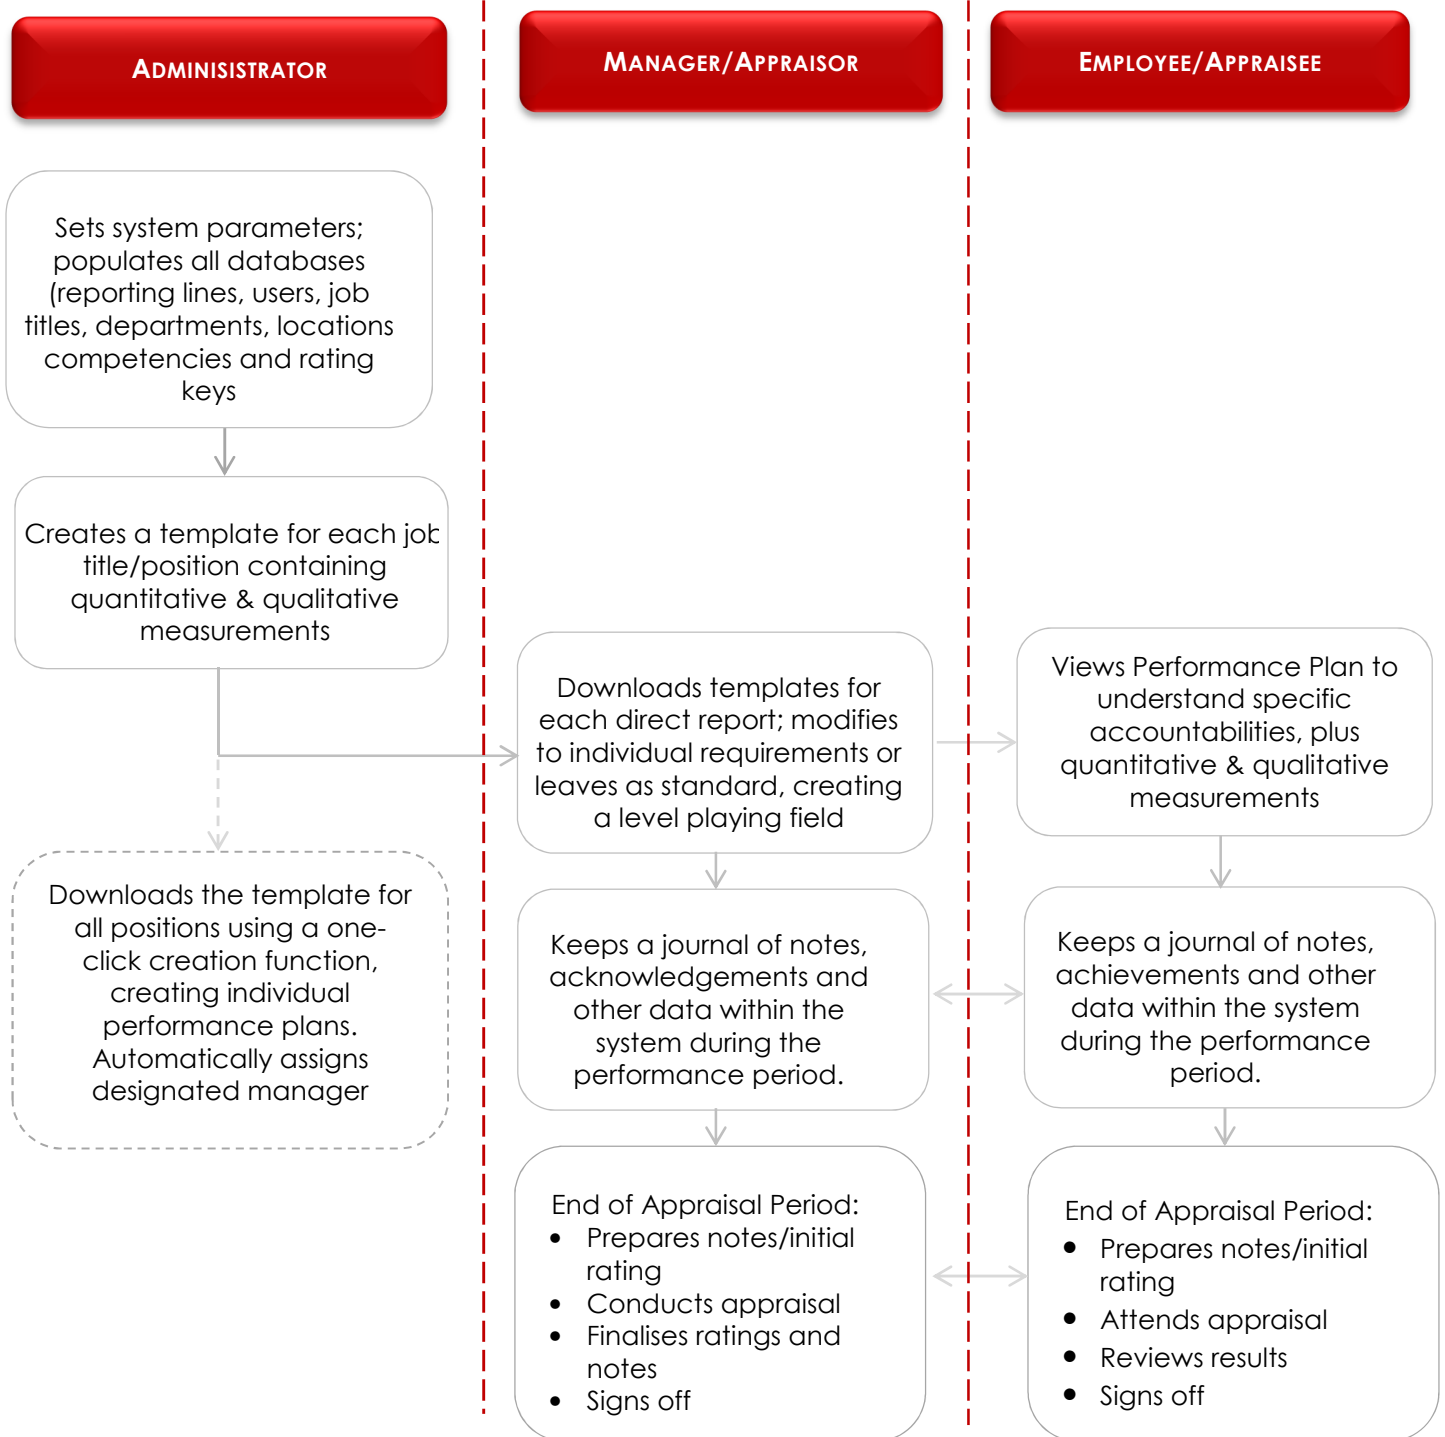 ADMINISISTRATOR
MANAGER/APPRAISOR
EMPLOYEE/APPRAISEE
Sets system parameters;
populates all databases
(reporting lines, users, job
titles, departments, locations
competencies and rating
keys
Creates a template for each job
title/position containing
quantitative & qualitative
measurements
Downloads the template for
all positions using a one-
click creation function,
creating individual
performance plans.
Automatically assigns
designated manager
Downloads templates for
each direct report; modifies
to individual requirements or
leaves as standard, creating
a level playing field
Keeps a journal of notes,
acknowledgements and
other data within the
system during the
performance period.
End of Appraisal Period:
• Prepares notes/initial
rating
• Conducts appraisal
• Finalises ratings and
notes
• Signs off
Views Performance Plan to
understand specific
accountabilities, plus
quantitative & qualitative
measurements
Keeps a journal of notes,
achievements and other
data within the system
during the performance
period.
End of Appraisal Period:
• Prepares notes/initial
rating
• Attends appraisal
• Reviews results
• Signs off